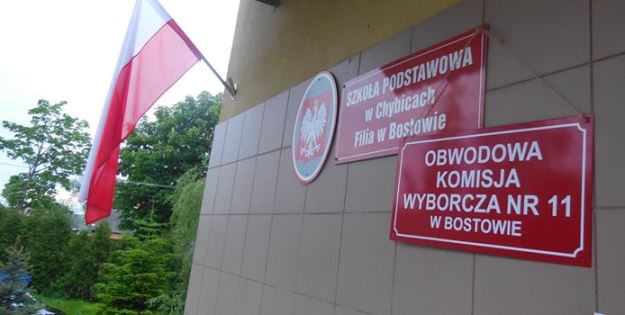 SZKOŁA PODSTAWOWA
w Chybicach
Filia w Bostowie
OBWODOWA
KOMISJA
WYBORCZA NR 11
W BOSTOWIE